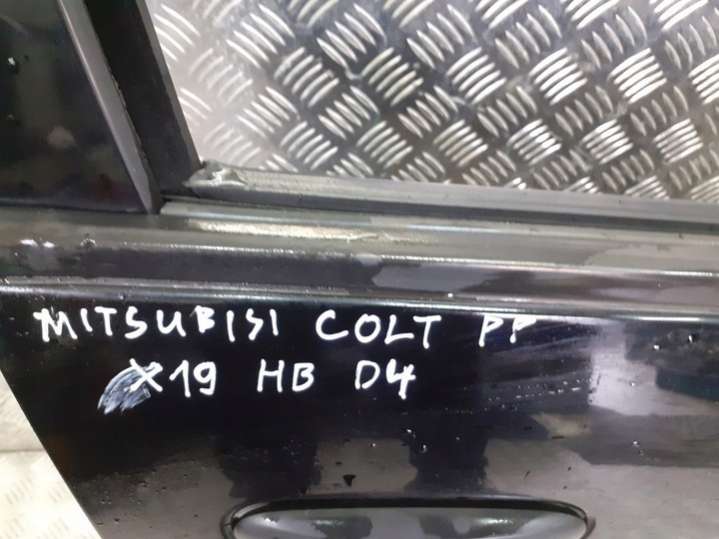 MITSUBISI COLT PP
X19 HB D4